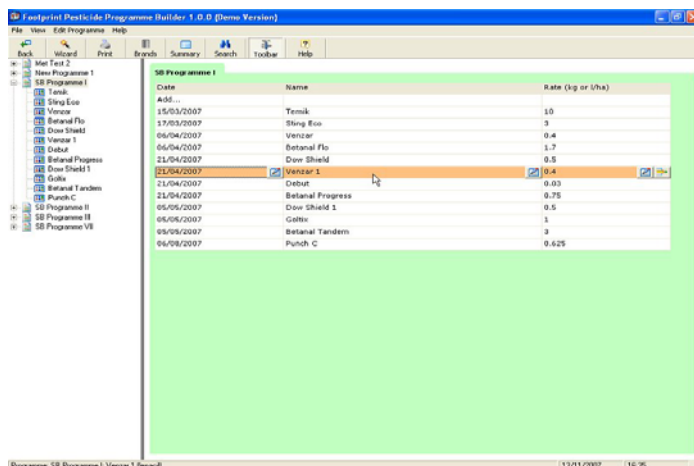 Footprint Pesticide Programme Builder 1.0.0 (Demo Version)
File View Edit Programme Help
Back Wizard Print Brands Summary Search Toolbar Help
Met Test 2
New Programme 1
SB Programme I
Temik
Sting Eco
Venzar
Betanal Flo
Dow Shield
Venzar 1
Debut
Betanal Progress
Dow Shield 1
Goltix
Betanal Tandem
Punch C
SB Programme II
SB Programme III
SB Programme VII
SB Programme I
Date Name Rate (kg or l/ha)
Add...
15/03/2007 Temik 10
17/03/2007 Sting Eco 3
06/04/2007 Venzar 0.4
06/04/2007 Betanal Flo 1.7
21/04/2007 Dow Shield 0.5
21/04/2007 Venzar 1 0.4
21/04/2007 Debut 0.03
21/04/2007 Betanal Progress 0.75
05/05/2007 Dow Shield 1 0.5
05/05/2007 Goltix 1
05/05/2007 Betanal Tandem 3
06/08/2007 Punch C 0.625
Programme: SB Programme I: Venzar 1 12/11/2007 16:35